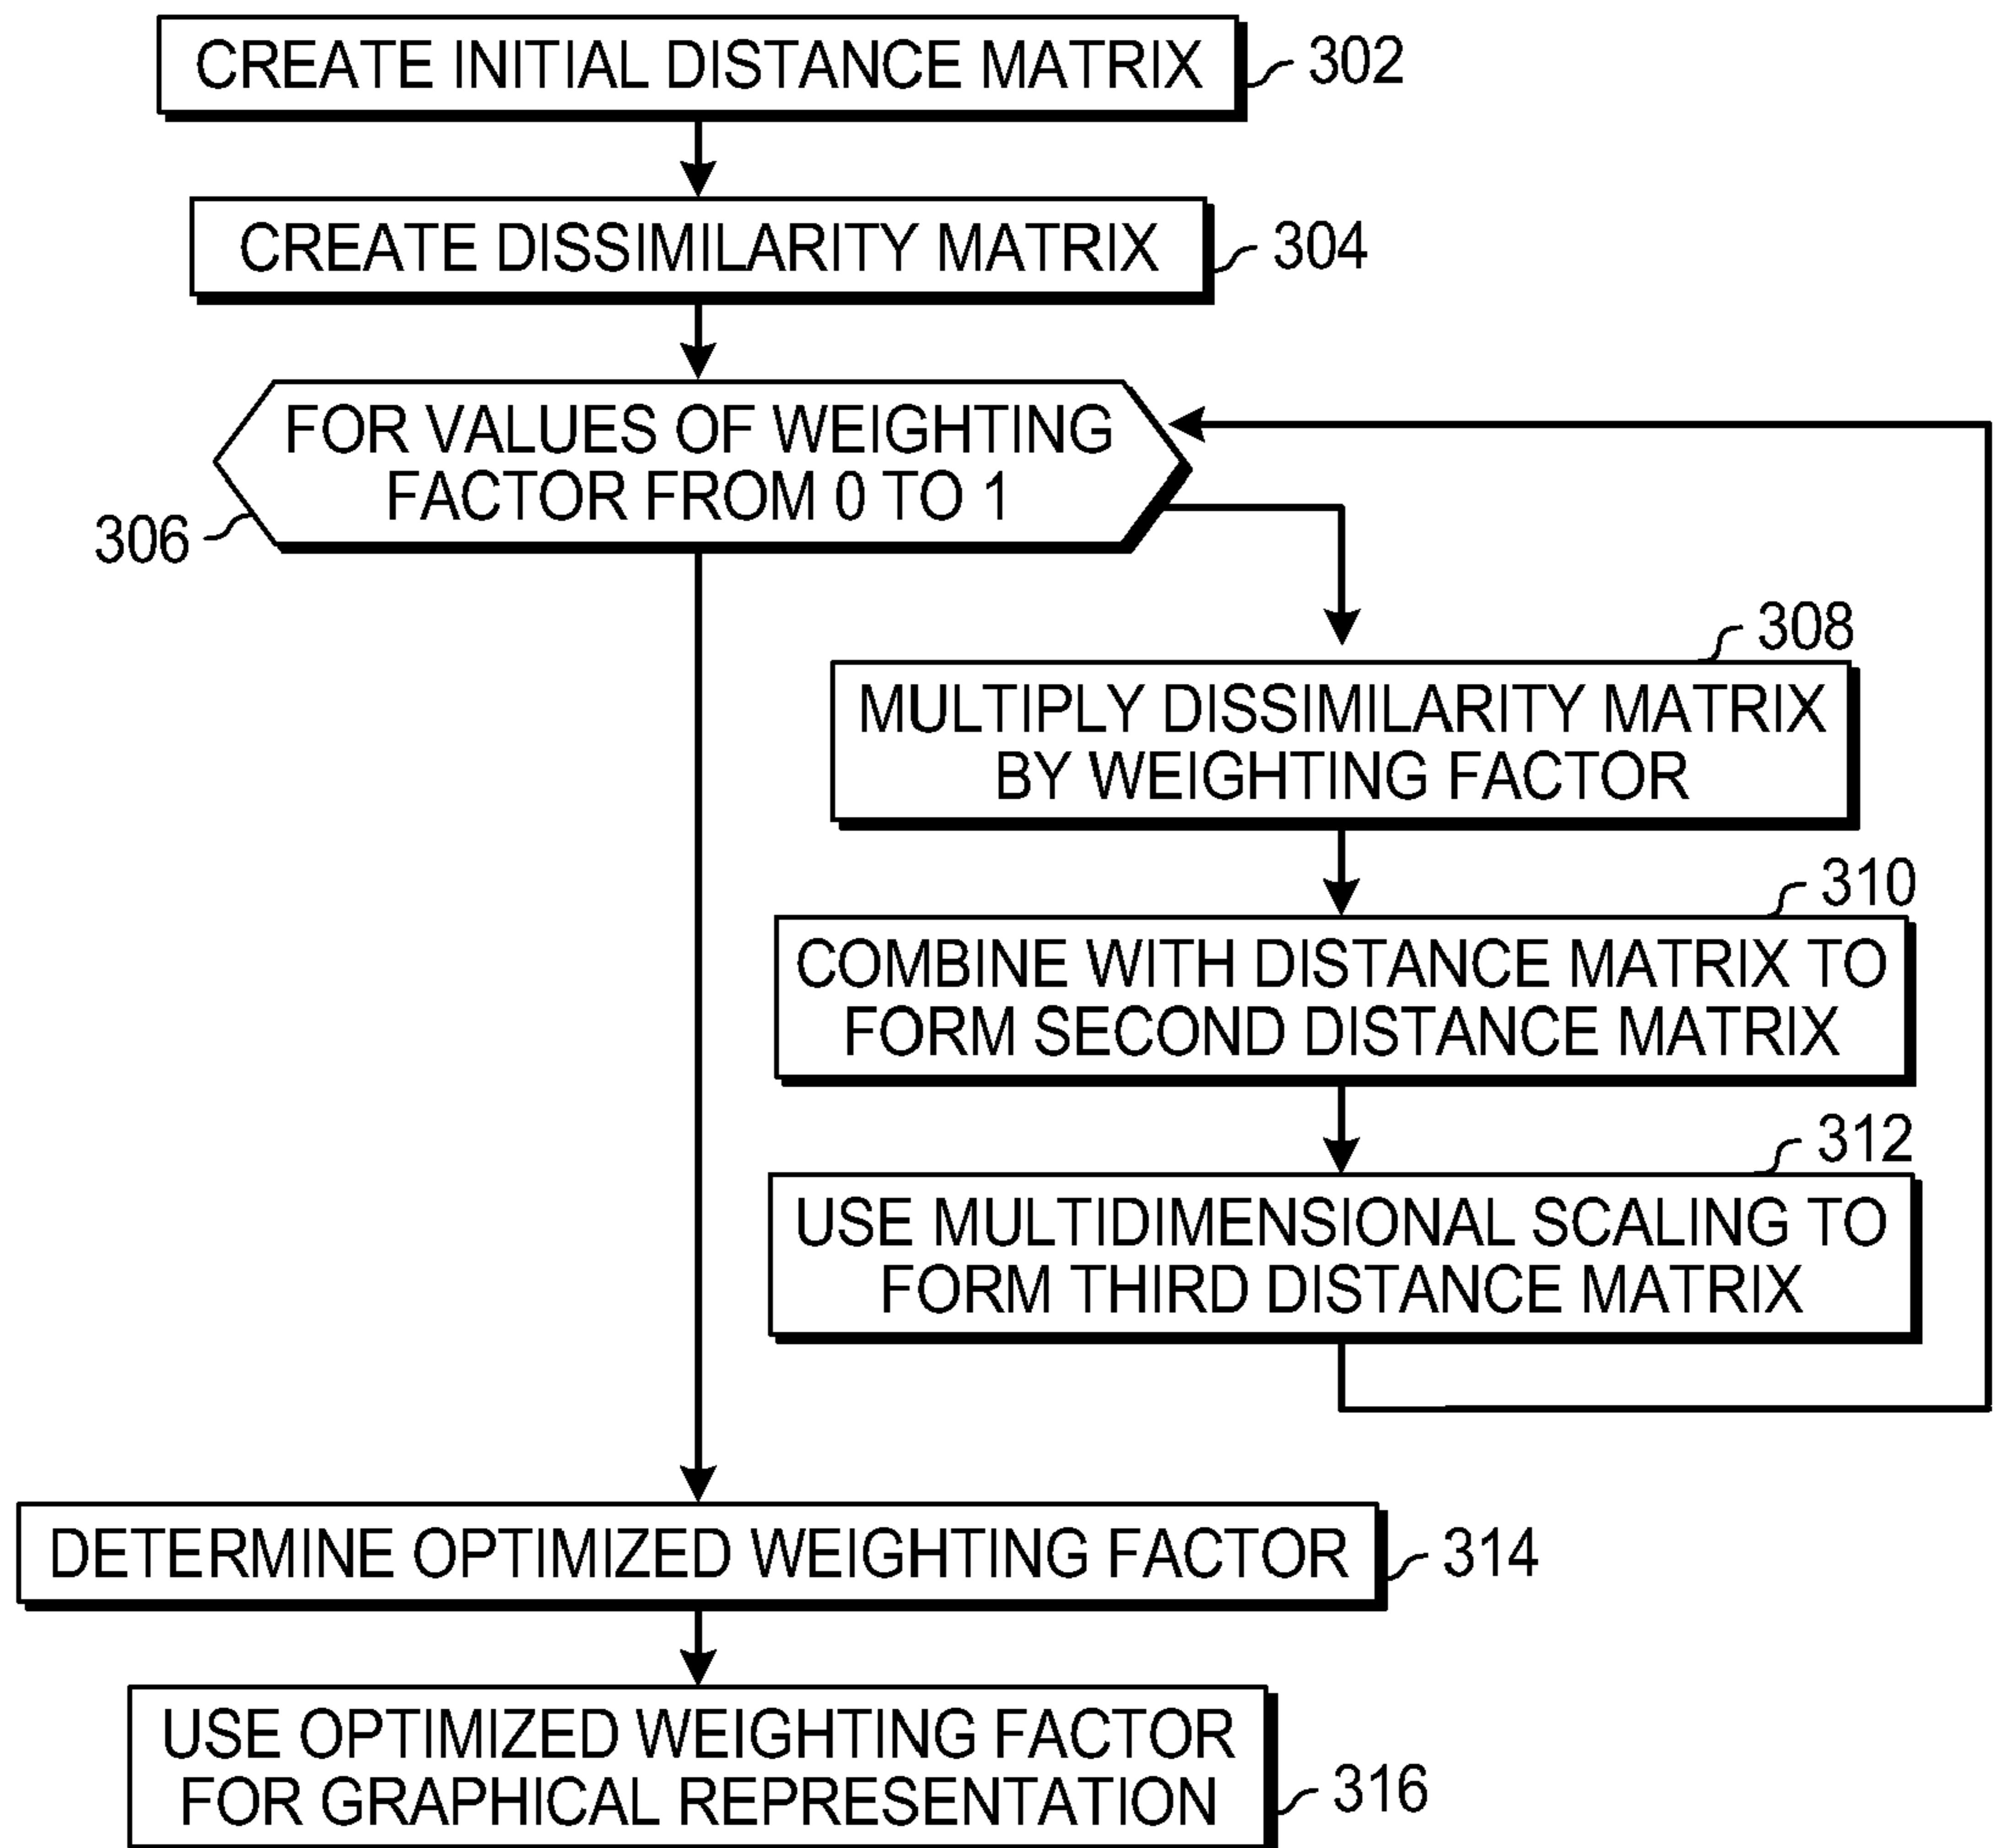 CREATE INITIAL DISTANCE MATRIX
302
CREATE DISSIMILARITY MATRIX
304
FOR VALUES OF WEIGHTING
FACTOR FROM 0 TO 1
306
308
MULTIPLY DISSIMILARITY MATRIX
BY WEIGHTING FACTOR
310
COMBINE WITH DISTANCE MATRIX TO
FORM SECOND DISTANCE MATRIX
312
USE MULTIDIMENSIONAL SCALING TO
FORM THIRD DISTANCE MATRIX
DETERMINE OPTIMIZED WEIGHTING FACTOR
314
USE OPTIMIZED WEIGHTING FACTOR
FOR GRAPHICAL REPRESENTATION
316